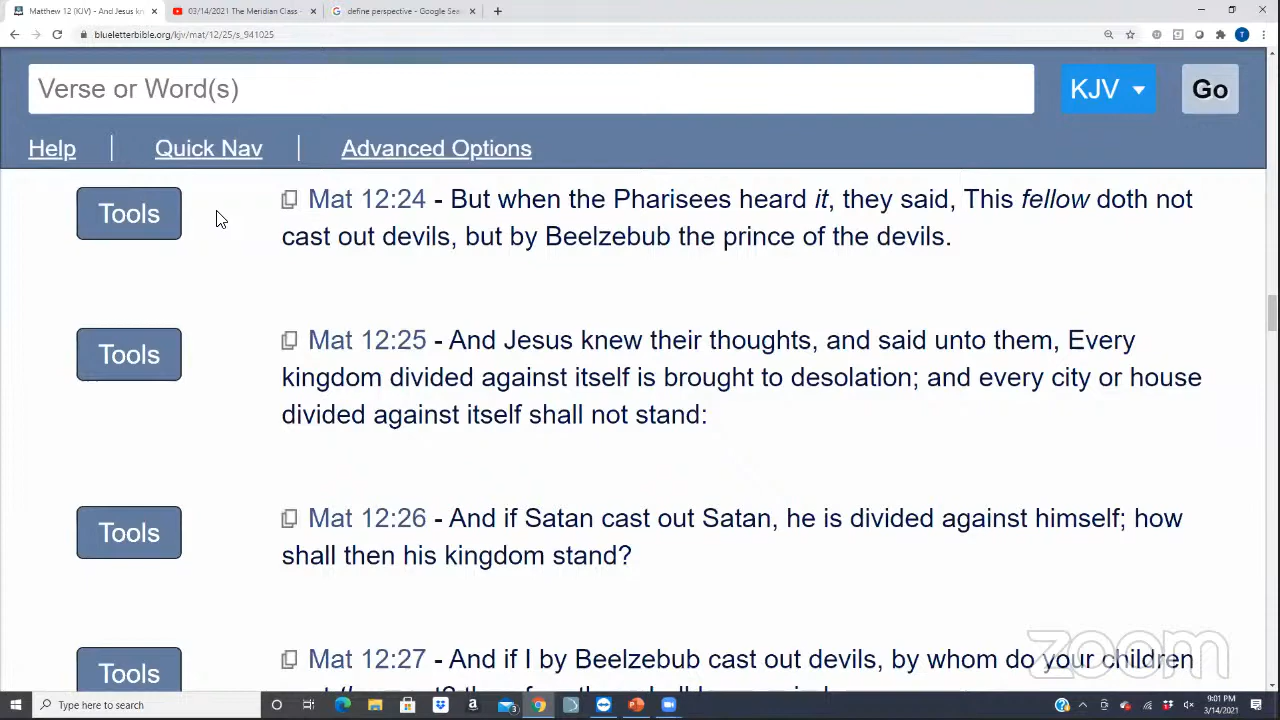 Matthew 12 (KJV) - And Jesus kn
03/14/2021 The Meridian Class -
define perspective - Google Sea
blueletterbible.org/kjv/mat/12/25/s_941025
T
Verse or Word(s)
KJV
Go
Help
Quick Nav
Advanced Options
Tools
Mat 12:24 - But when the Pharisees heard it, they said, This fellow doth not
cast out devils, but by Beelzebub the prince of the devils.
Tools
Mat 12:25 - And Jesus knew their thoughts, and said unto them, Every
kingdom divided against itself is brought to desolation; and every city or house
divided against itself shall not stand:
Tools
Mat 12:26 - And if Satan cast out Satan, he is divided against himself; how
shall then his kingdom stand?
Tools
Mat 12:27 - And if I by Beelzebub cast out devils, by whom do your children
zoom
Type here to search
9:01 PM
3/14/2021